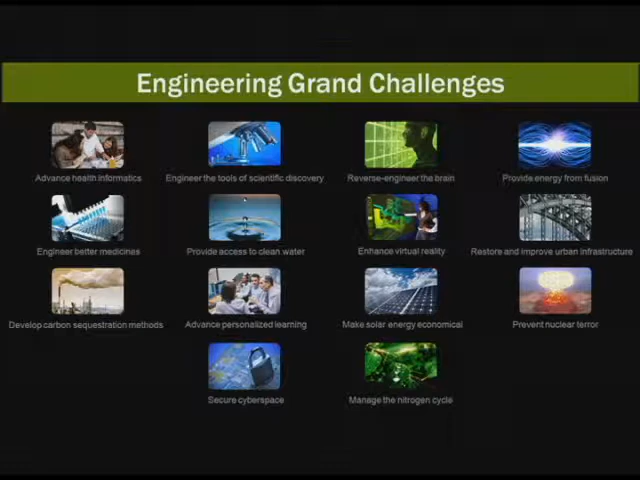 Engineering Grand Challenges
Advance health informatics
Engineer the tools of scientific discovery
Reverse-engineer the brain
Provide energy from fusion
Engineer better medicines
Provide access to clean water
Enhance virtual reality
Restore and improve urban infrastructure
Develop carbon sequestration methods
Advance personalized learning
Make solar energy economical
Prevent nuclear terror
Secure cyberspace
Manage the nitrogen cycle